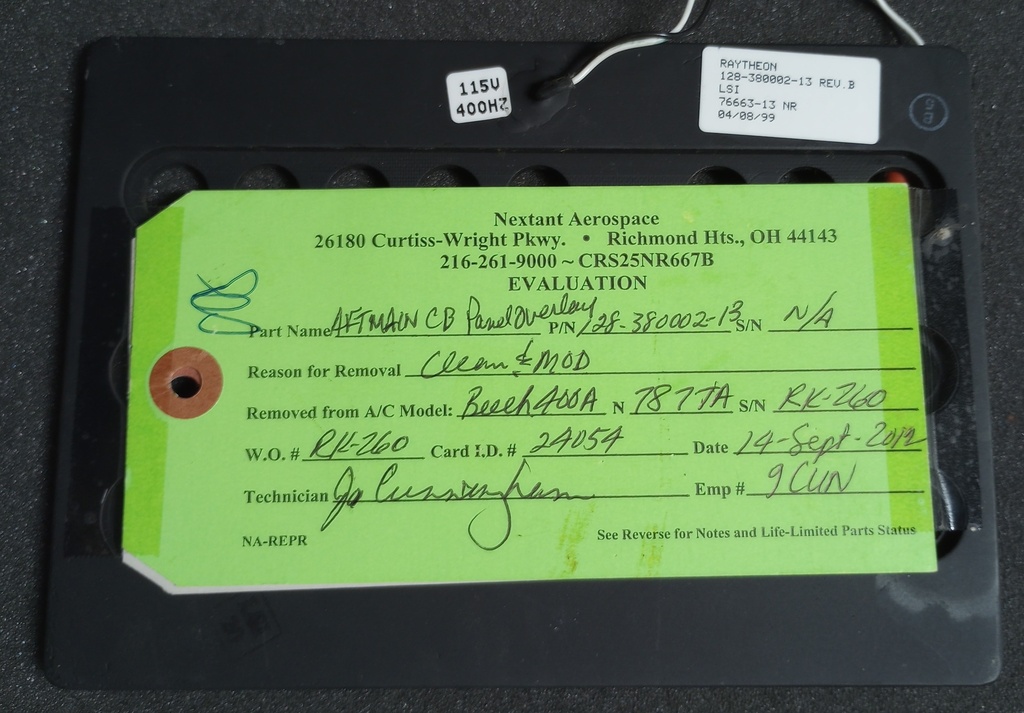 115V
400HZ
RAYTHEON
128-380002-13 REV.B
LSI
76663-13 NR
04/08/99
Nextant Aerospace
26180 Curtiss-Wright Pkwy. • Richmond Hts., OH 44143
216-261-9000 ~ CRS25NR667B
EVALUATION
Part Name AFT MAIN CB Panel Overlay P/N 128-380002-13 S/N N/A
Reason for Removal Clean & MOD
Removed from A/C Model: Beech 400A N 787TA S/N RK-260
W.O. # RK-260 Card I.D. # 24054 Date 14-Sept-2012
Technician Jo Cunningham Emp # 9CUN
NA-REPR See Reverse for Notes and Life-Limited Parts Status